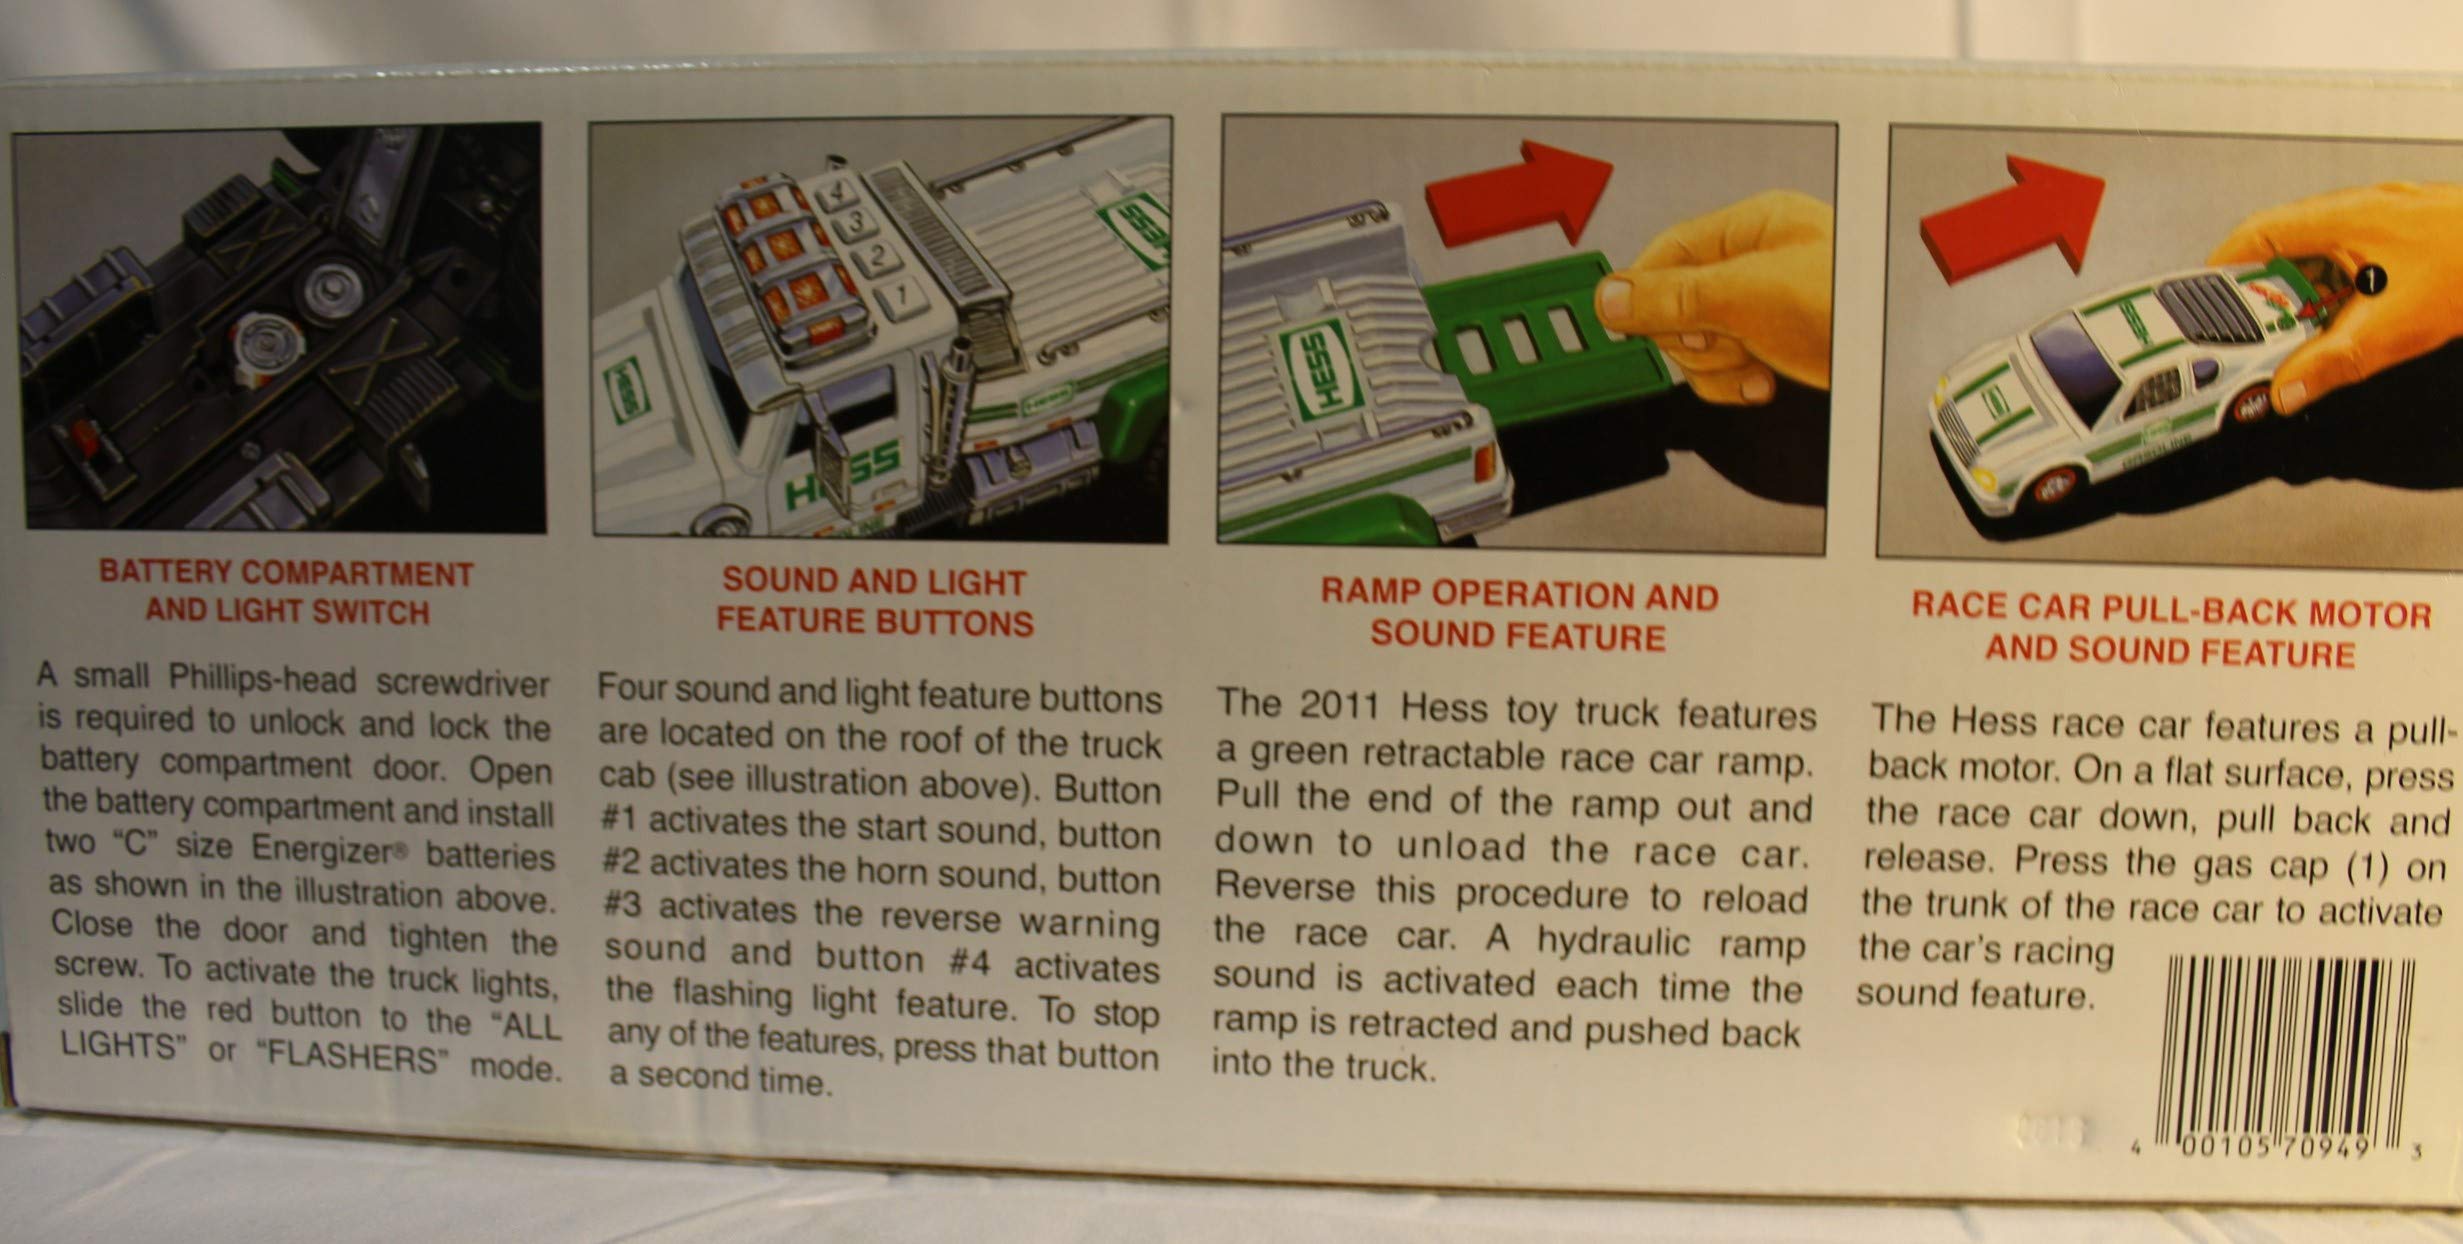 4
3
2
1
HESS
HESS
HESS
HESS
HESS
HESS
1
BATTERY COMPARTMENT
AND LIGHT SWITCH
A small Phillips-head screwdriver
is required to unlock and lock the
battery compartment door. Open
the battery compartment and install
two “C” size Energizer® batteries
as shown in the illustration above.
Close the door and tighten the
screw. To activate the truck lights,
slide the red button to the “ALL
LIGHTS” or “FLASHERS” mode.
SOUND AND LIGHT
FEATURE BUTTONS
Four sound and light feature buttons
are located on the roof of the truck
cab (see illustration above). Button
#1 activates the start sound, button
#2 activates the horn sound, button
#3 activates the reverse warning
sound and button #4 activates
the flashing light feature. To stop
any of the features, press that button
a second time.
RAMP OPERATION AND
SOUND FEATURE
The 2011 Hess toy truck features
a green retractable race car ramp.
Pull the end of the ramp out and
down to unload the race car.
Reverse this procedure to reload
the race car. A hydraulic ramp
sound is activated each time the
ramp is retracted and pushed back
into the truck.
RACE CAR PULL-BACK MOTOR
AND SOUND FEATURE
The Hess race car features a pull-
back motor. On a flat surface, press
the race car down, pull back and
release. Press the gas cap (1) on
the trunk of the race car to activate
the car’s racing
sound feature.
4 00105 70949 3